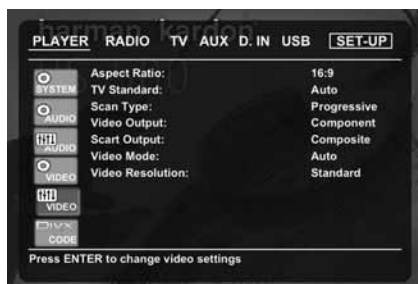 harman kardon
PLAYER RADIO TV AUX D. IN USB SET-UP
SYSTEM
AUDIO
AUDIO
VIDEO
VIDEO
DIVX
CODE
Aspect Ratio: 16:9
TV Standard: Auto
Scan Type: Progressive
Video Output: Component
Scart Output: Composite
Video Mode: Auto
Video Resolution: Standard
Press ENTER to change video settings